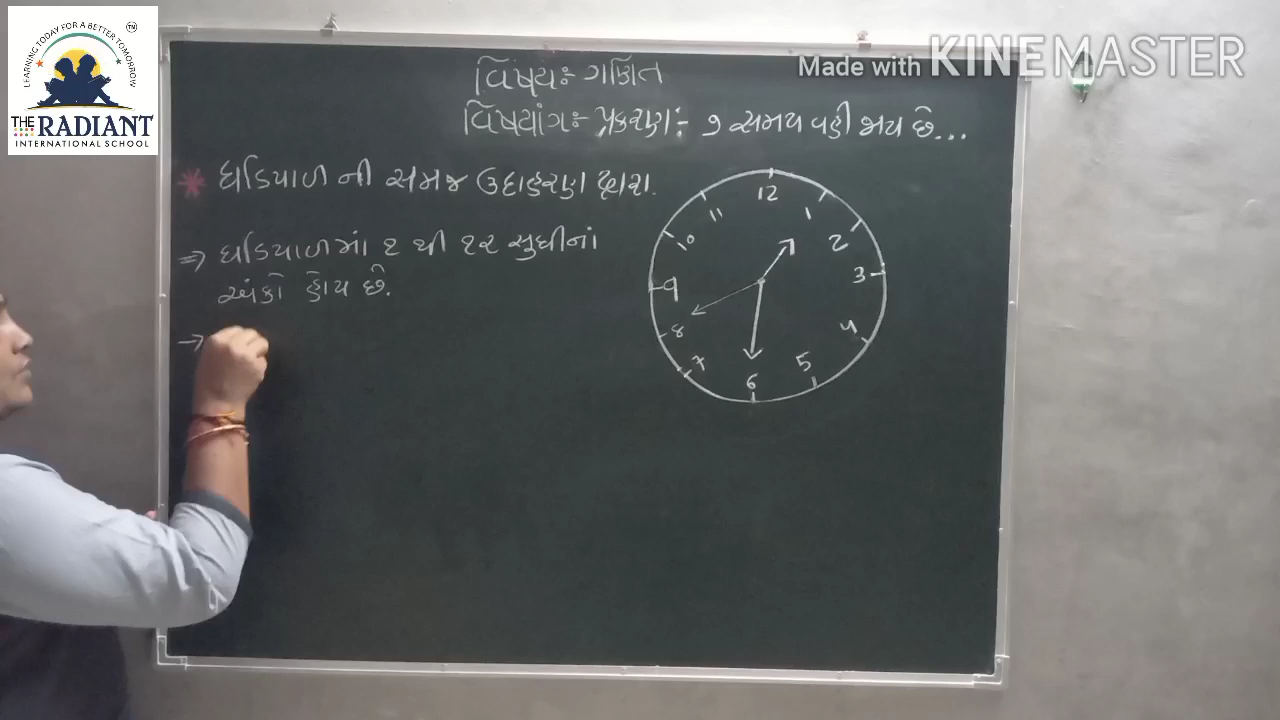 LEARNING TODAY FOR A BETTER TOMORROW
TM
THE RADIANT
INTERNATIONAL SCHOOL
Made with KINEMASTER
વિષય:- ગણિત
વિષયાંગ:- પ્રકરણ:- ૭ સમય વહી જાય છે...
* ઘડિયાળ ની સમજ ઉદાહરણ દ્વારા.
⇒ ઘડિયાળમાં ૧ થી ૧૨ સુધીનાં
અંકો હોય છે.
→
12
11 1
10 2
9 3
8 4
7 5
6